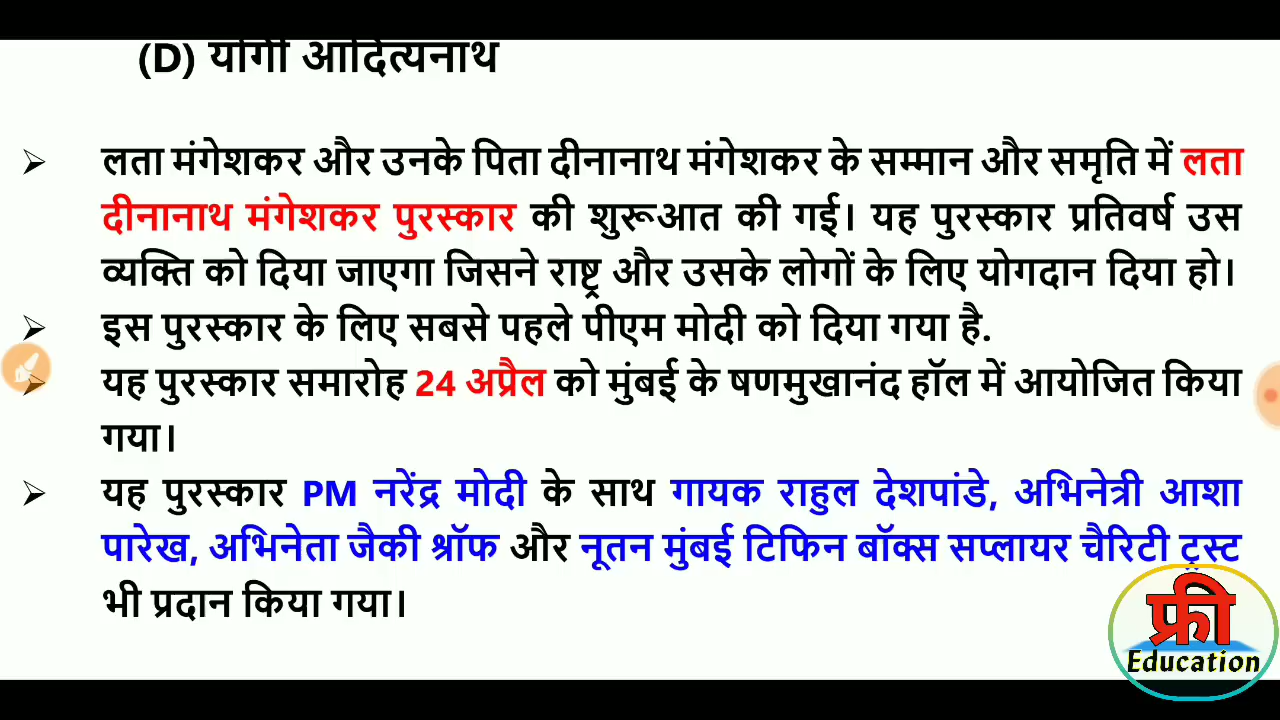 (D) योगी आदित्यनाथ
➢ लता मंगेशकर और उनके पिता दीनानाथ मंगेशकर के सम्मान और समृति में लता
दीनानाथ मंगेशकर पुरस्कार की शुरूआत की गई। यह पुरस्कार प्रतिवर्ष उस
व्यक्ति को दिया जाएगा जिसने राष्ट्र और उसके लोगों के लिए योगदान दिया हो।
➢ इस पुरस्कार के लिए सबसे पहले पीएम मोदी को दिया गया है.
➢ यह पुरस्कार समारोह 24 अप्रैल को मुंबई के षणमुखानंद हॉल में आयोजित किया
गया।
➢ यह पुरस्कार PM नरेंद्र मोदी के साथ गायक राहुल देशपांडे, अभिनेत्री आशा
पारेख, अभिनेता जैकी श्रॉफ और नूतन मुंबई टिफिन बॉक्स सप्लायर चैरिटी ट्रस्ट
भी प्रदान किया गया।
फ्री
Education